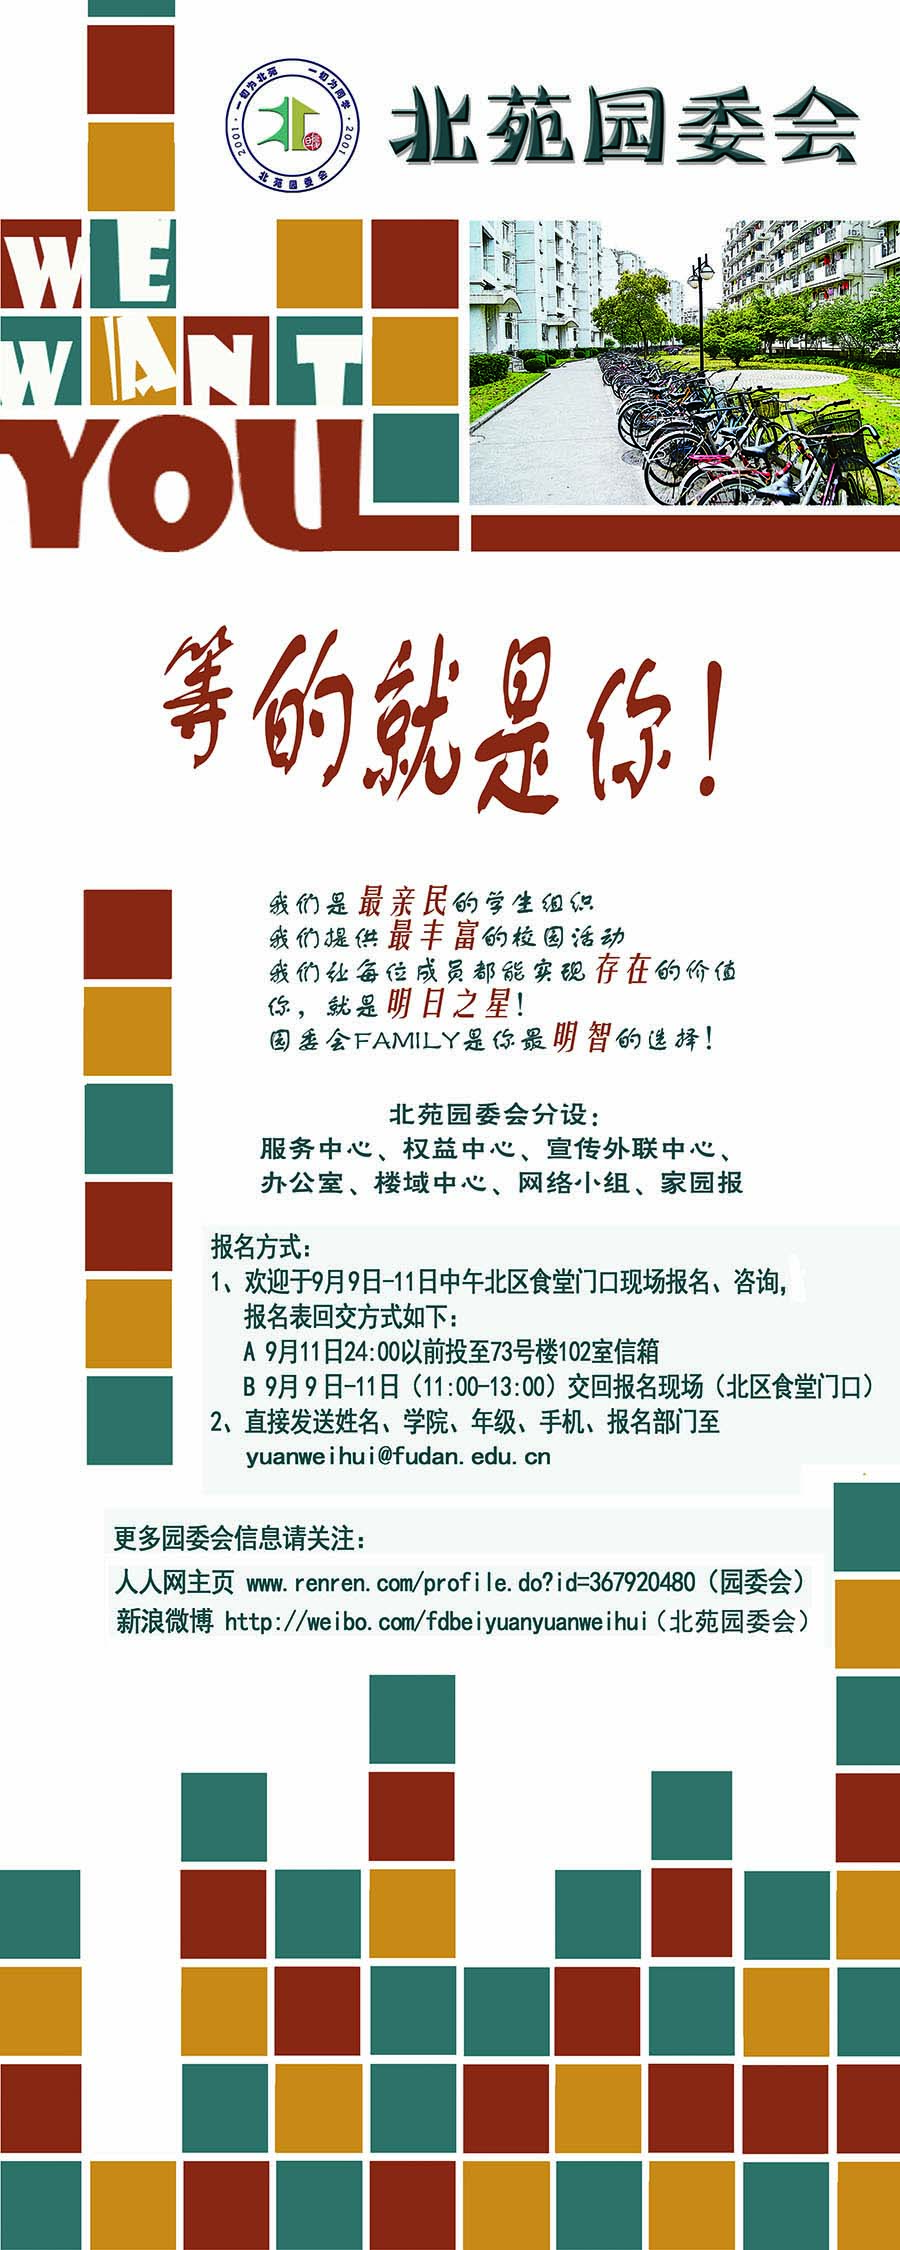 一切为北苑 一切为同学
2001 · · 2001
北苑园委会
北苑园委会
WE
WANT
YOU
等的就是你！
我们是最亲民的学生组织
我们提供最丰富的校园活动
我们让每位成员都能实现存在的价值
你，就是明日之星！
园委会FAMILY是你最明智的选择！
北苑园委会分设：
服务中心、权益中心、宣传外联中心、
办公室、楼域中心、网络小组、家园报
报名方式：
1、欢迎于9月9日-11日中午北区食堂门口现场报名、咨询，
报名表回交方式如下：
A 9月11日24:00以前投至73号楼102室信箱
B 9月9日-11日（11:00-13:00）交回报名现场（北区食堂门口）
2、直接发送姓名、学院、年级、手机、报名部门至
yuanweihui@fudan.edu.cn
更多园委会信息请关注：
人人网主页 www.renren.com/profile.do?id=367920480（园委会）
新浪微博 http://weibo.com/fdbeiyuanyuanweihui（北苑园委会）